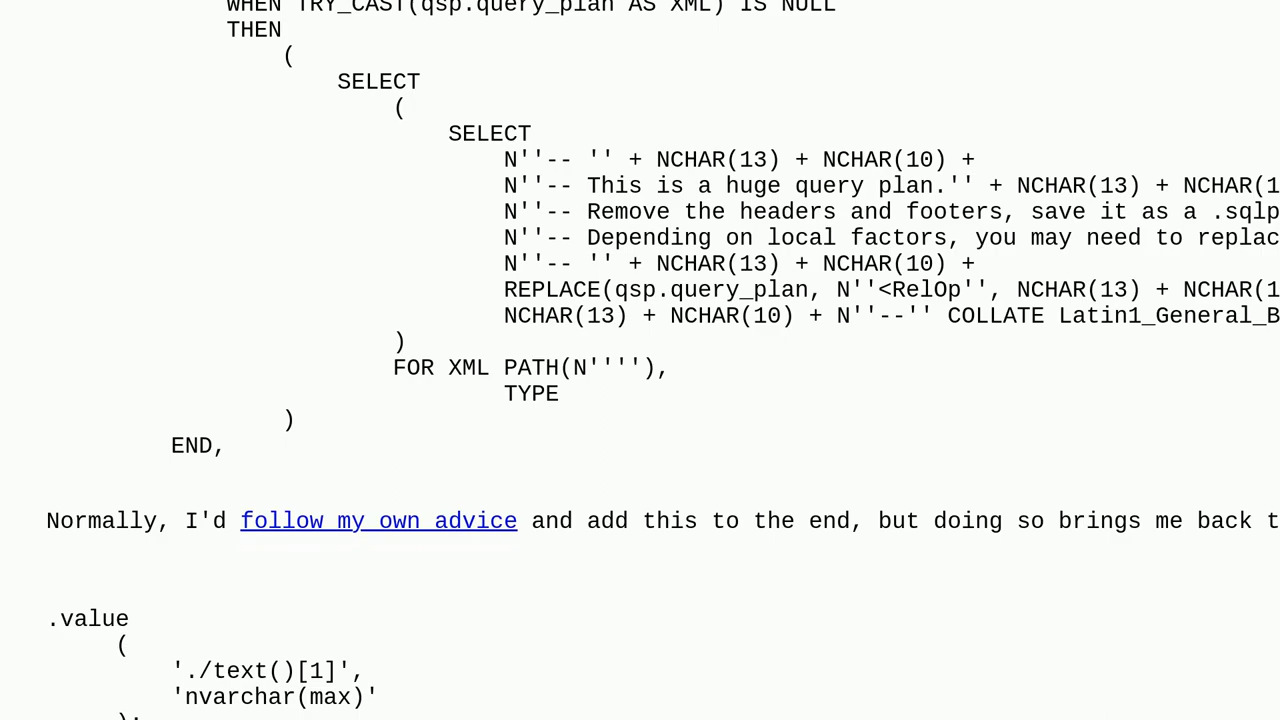 WHEN TRY_CAST(qsp.query_plan AS XML) IS NULL
THEN
(
SELECT
(
SELECT
N''-- '' + NCHAR(13) + NCHAR(10) +
N''-- This is a huge query plan.'' + NCHAR(13) + NCHAR(1
N''-- Remove the headers and footers, save it as a .sqlp
N''-- Depending on local factors, you may need to replac
N''-- '' + NCHAR(13) + NCHAR(10) +
REPLACE(qsp.query_plan, N''<RelOp'', NCHAR(13) + NCHAR(1
NCHAR(13) + NCHAR(10) + N''--'' COLLATE Latin1_General_B
)
FOR XML PATH(N''''),
TYPE
)
END,
Normally, I'd follow my own advice and add this to the end, but doing so brings me back t
.value
(
'./text()[1]',
'nvarchar(max)'
);